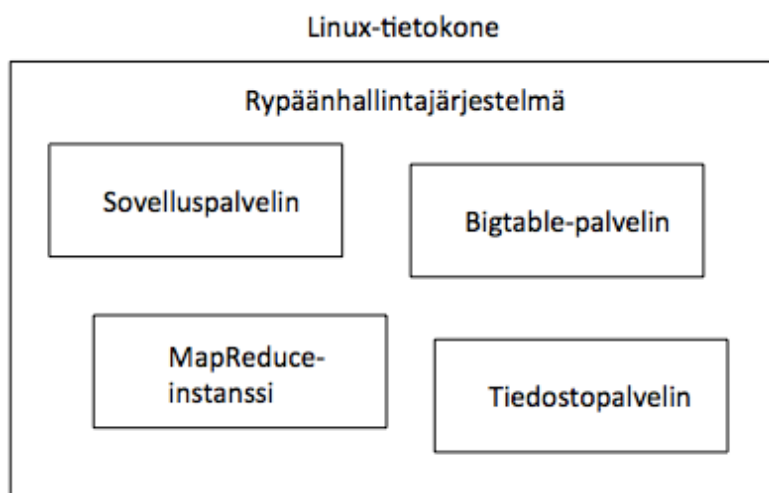 Linux-tietokone
Rypäänhallintajärjestelmä
Sovelluspalvelin
Bigtable-palvelin
MapReduce-
instanssi
Tiedostopalvelin